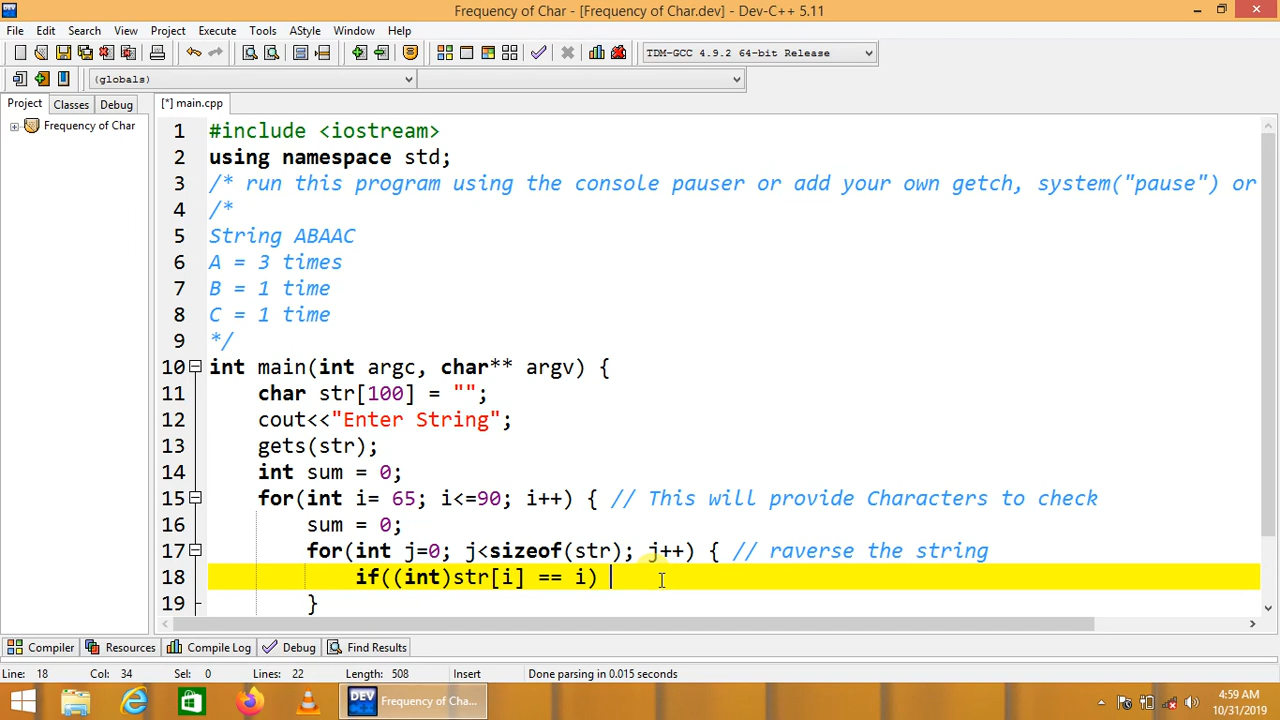 Frequency of Char - [Frequency of Char.dev] - Dev-C++ 5.11
File Edit Search View Project Execute Tools AStyle Window Help
TDM-GCC 4.9.2 64-bit Release
(globals)
Project Classes Debug [*] main.cpp
Frequency of Char
1 #include <iostream>
2 using namespace std;
3 /* run this program using the console pauser or add your own getch, system("pause") or
4 /*
5 String ABAAC
6 A = 3 times
7 B = 1 time
8 C = 1 time
9 */
10 int main(int argc, char** argv) {
11 char str[100] = "";
12 cout<<"Enter String";
13 gets(str);
14 int sum = 0;
15 for(int i= 65; i<=90; i++) { // This will provide Characters to check
16 sum = 0;
17 for(int j=0; j<sizeof(str); j++) { // raverse the string
18 if((int)str[i] == i)
19 }
Compiler Resources Compile Log Debug Find Results
Line: 18 Col: 34 Sel: 0 Lines: 22 Length: 508 Insert Done parsing in 0.015 seconds
DEV Frequency of Cha... 4:59 AM
10/31/2019